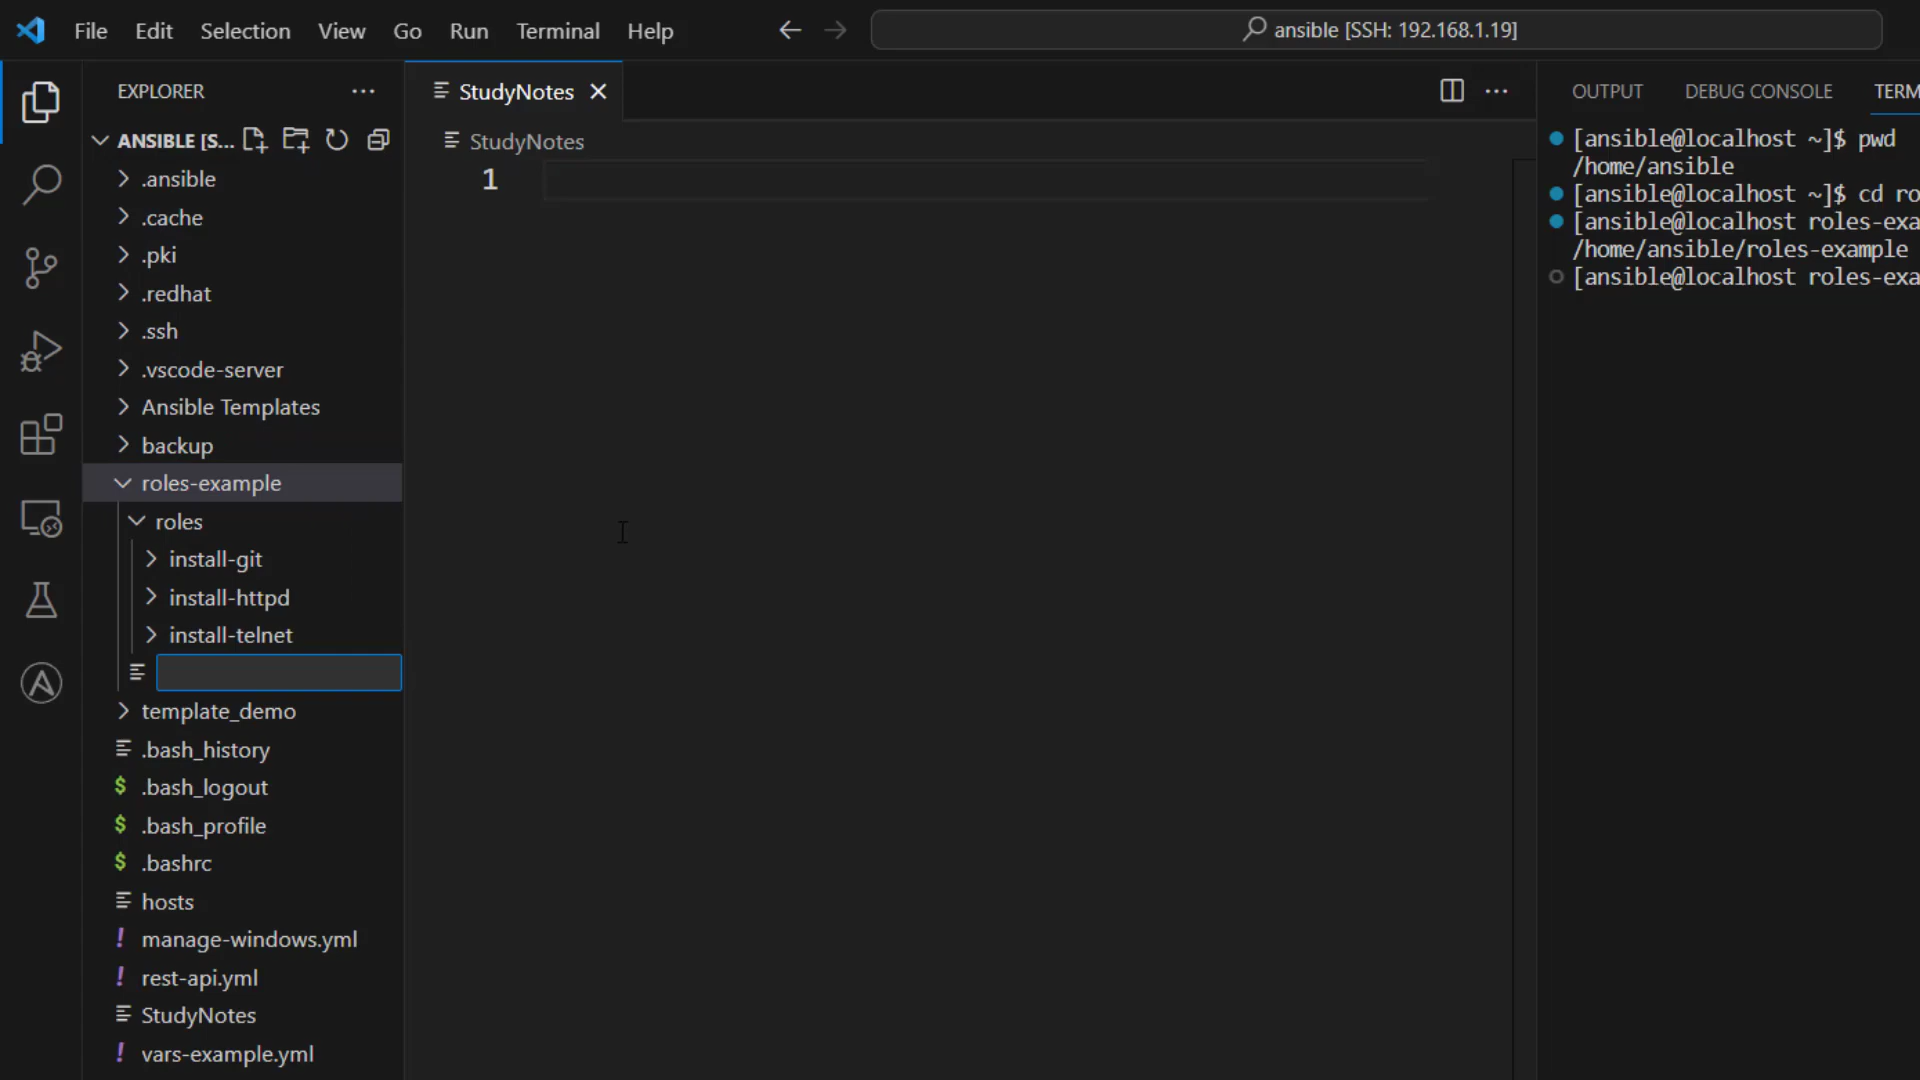 File Edit Selection View Go Run Terminal Help
ansible [SSH: 192.168.1.19]
EXPLORER
ANSIBLE [S...
.ansible
.cache
.pki
.redhat
.ssh
.vscode-server
Ansible Templates
backup
roles-example
roles
install-git
install-httpd
install-telnet
template_demo
.bash_history
$ .bash_logout
$ .bash_profile
$ .bashrc
hosts
! manage-windows.yml
! rest-api.yml
StudyNotes
! vars-example.yml
StudyNotes
StudyNotes
1
OUTPUT DEBUG CONSOLE TERM
[ansible@localhost ~]$ pwd
/home/ansible
[ansible@localhost ~]$ cd ro
[ansible@localhost roles-exa
/home/ansible/roles-example
[ansible@localhost roles-exa